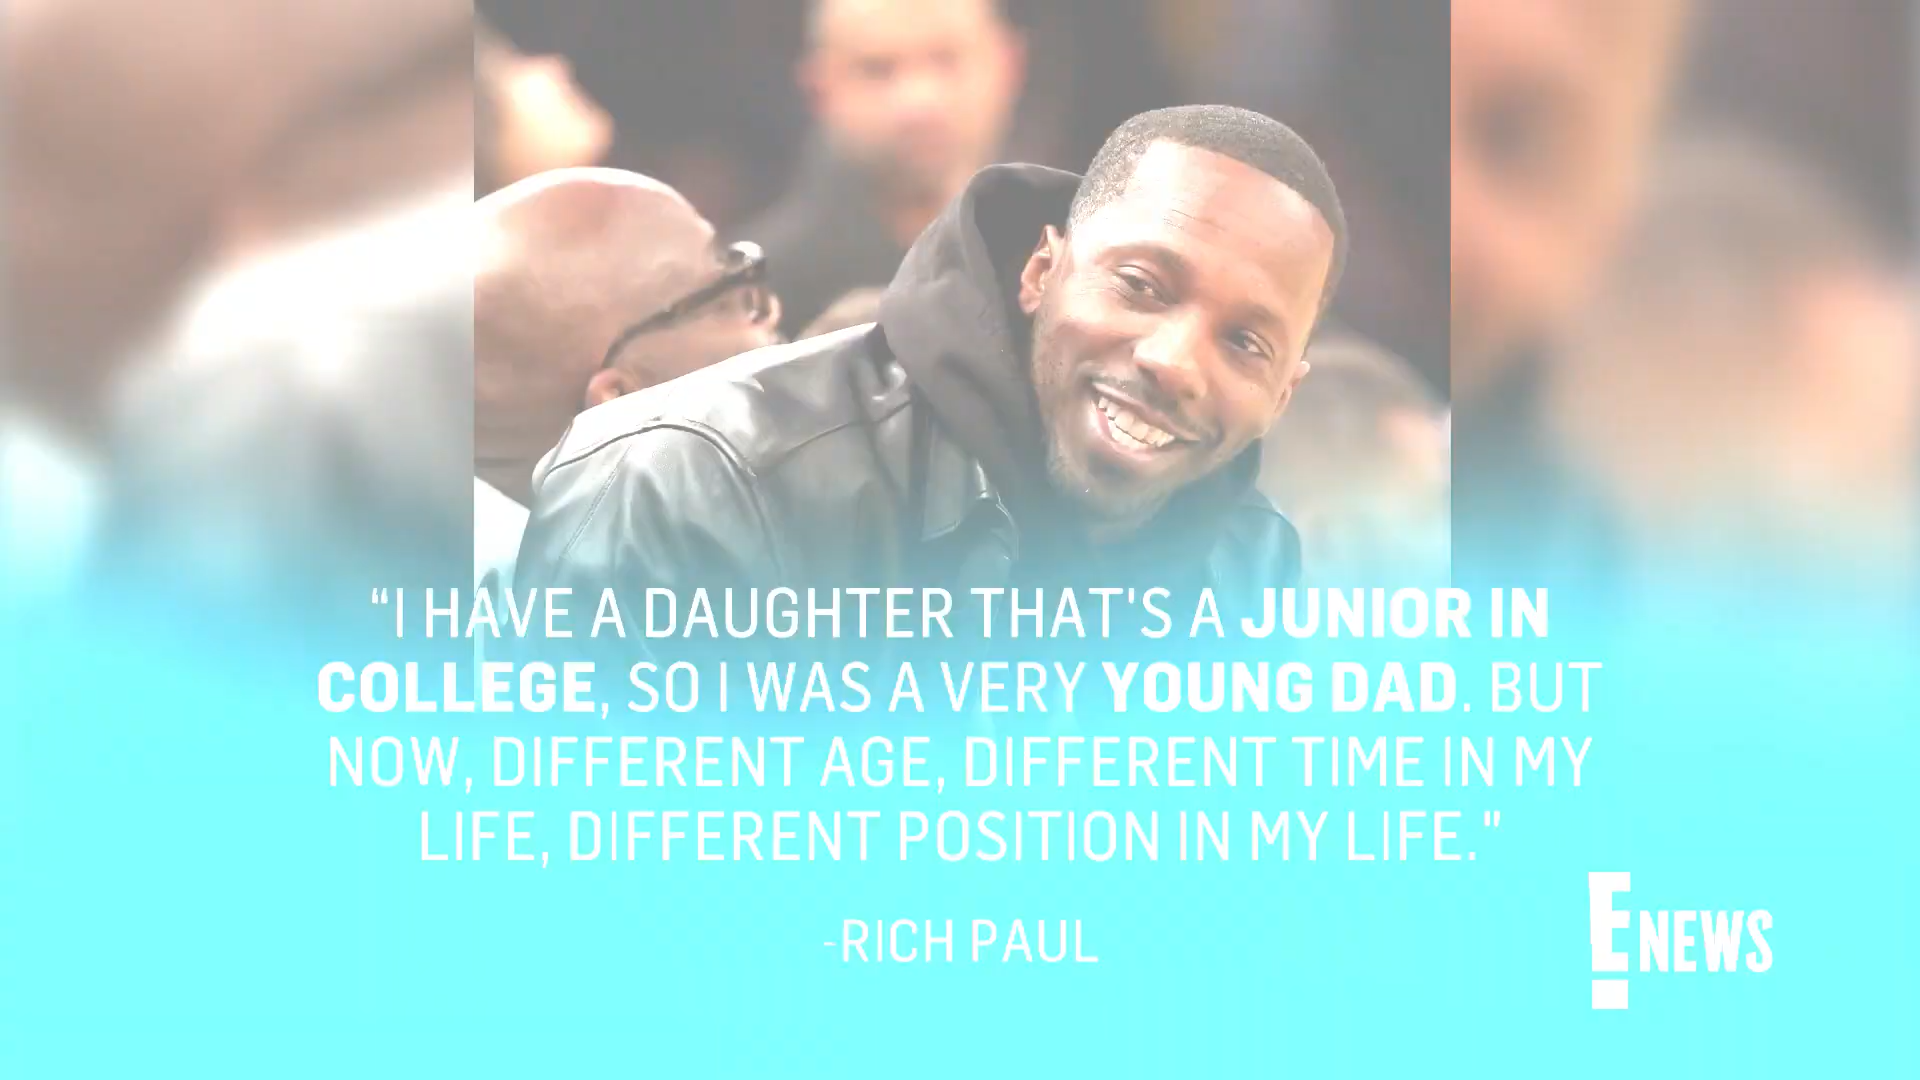 “I HAVE A DAUGHTER THAT'S A JUNIOR IN
COLLEGE, SO I WAS A VERY YOUNG DAD. BUT
NOW, DIFFERENT AGE, DIFFERENT TIME IN MY
LIFE, DIFFERENT POSITION IN MY LIFE."
-RICH PAUL
E! NEWS